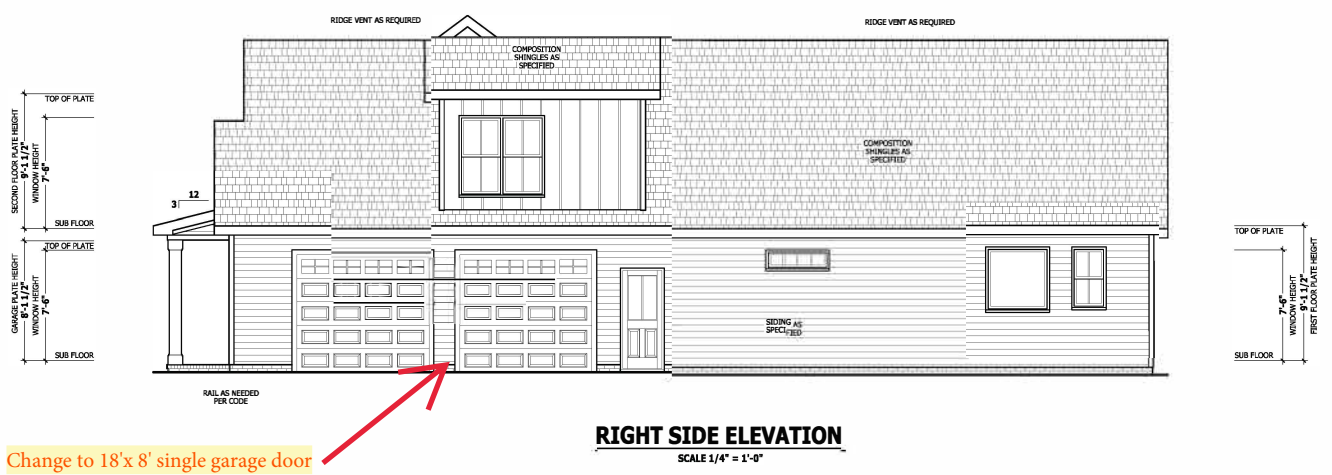 RIDGE VENT AS REQUIRED
RIDGE VENT AS REQUIRED
COMPOSITION
SHINGLES AS
SPECIFIED
TOP OF PLATE
SECOND FLOOR PLATE HEIGHT
9'-1 1/2"
WINDOW HEIGHT
7'-6"
COMPOSITION
SHINGLES AS
SPECIFIED
12
3
SUB FLOOR
TOP OF PLATE
GARAGE PLATE HEIGHT
8'-1 1/2"
WINDOW HEIGHT
7'-6"
SUB FLOOR
TOP OF PLATE
7'-6"
WINDOW HEIGHT
9'-1 1/2"
FIRST FLOOR PLATE HEIGHT
SUB FLOOR
SIDING AS
SPECIFIED
RAIL AS NEEDED
PER CODE
RIGHT SIDE ELEVATION
SCALE 1/4" = 1'-0"
Change to 18'x 8' single garage door